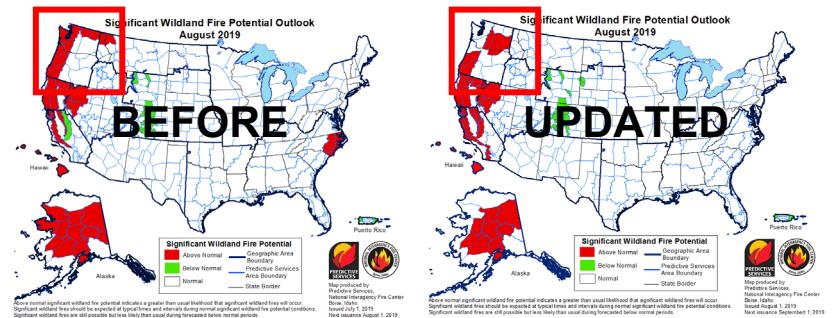 Significant Wildland Fire Potential Outlook
August 2019
BEFORE
Hawaii
Alaska
Puerto Rico
Significant Wildland Fire Potential
Above Normal
Below Normal
Normal
Geographic Area
Boundary
Predictive Services
Area Boundary
State Border
PREDICTIVE
SERVICES
Map produced by
Predictive Services,
National Interagency Fire Center
Boise, Idaho
Issued July 1, 2019
Next issuance August 1, 2019
Above normal significant wildland fire potential indicates a greater than usual likelihood that significant wildland fires will occur.
Significant wildland fires should be expected at typical times and intervals during normal significant wildland fire potential conditions.
Significant wildland fires are still possible but less likely than usual during forecasted below normal periods.
Significant Wildland Fire Potential Outlook
August 2019
UPDATED
Hawaii
Alaska
Puerto Rico
Significant Wildland Fire Potential
Above Normal
Below Normal
Normal
Geographic Area
Boundary
Predictive Services
Area Boundary
State Border
PREDICTIVE
SERVICES
Map produced by
Predictive Services,
National Interagency Fire Center
Boise, Idaho
Issued August 1, 2019
Next issuance September 1, 2019
Above normal significant wildland fire potential indicates a greater than usual likelihood that significant wildland fires will occur.
Significant wildland fires should be expected at typical times and intervals during normal significant wildland fire potential conditions.
Significant wildland fires are still possible but less likely than usual during forecasted below normal periods.